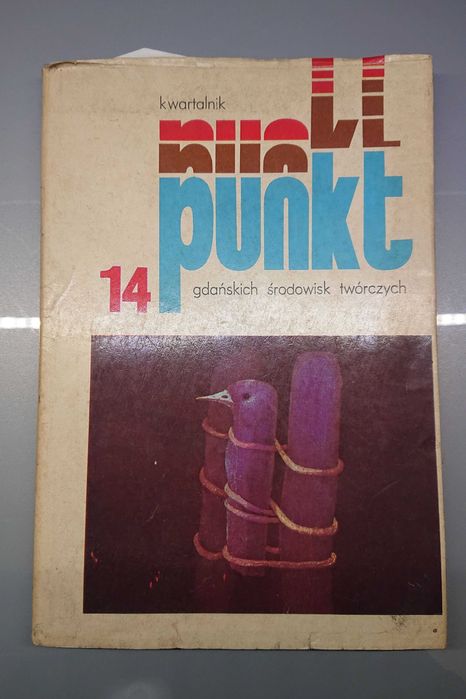 kwartalnik
punkt
14
gdańskich środowisk twórczych